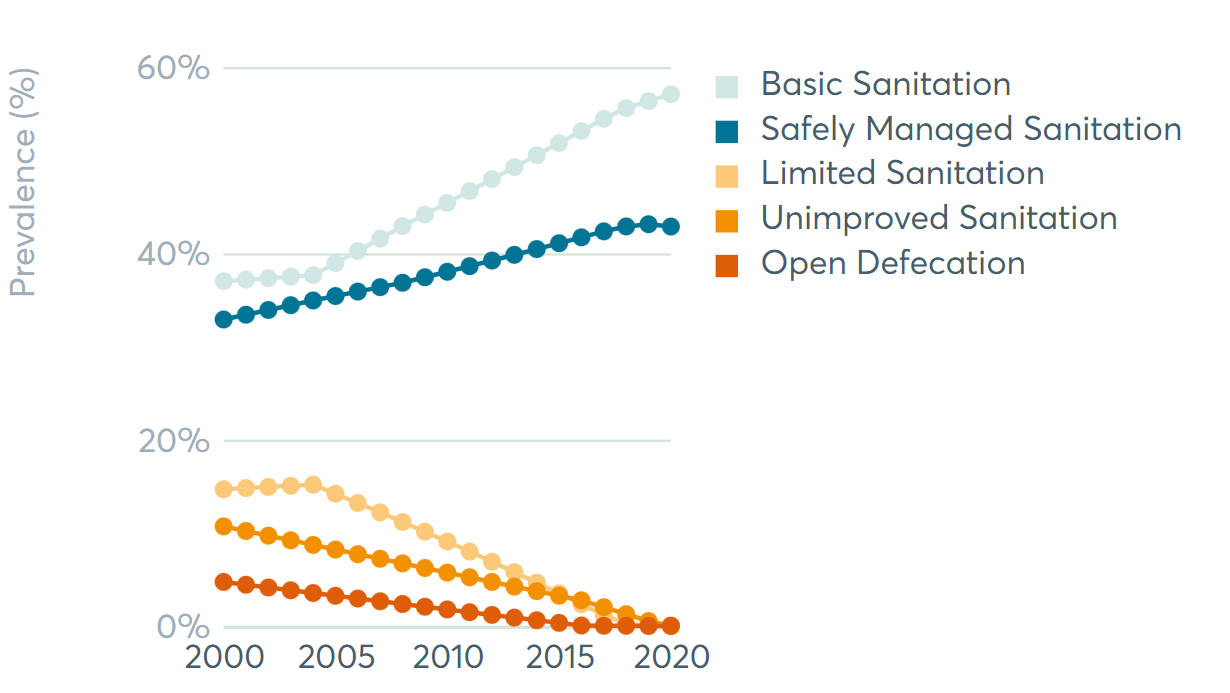 Prevalence (%)
60%
40%
20%
0%
2000 2005 2010 2015 2020
Basic Sanitation
Safely Managed Sanitation
Limited Sanitation
Unimproved Sanitation
Open Defecation